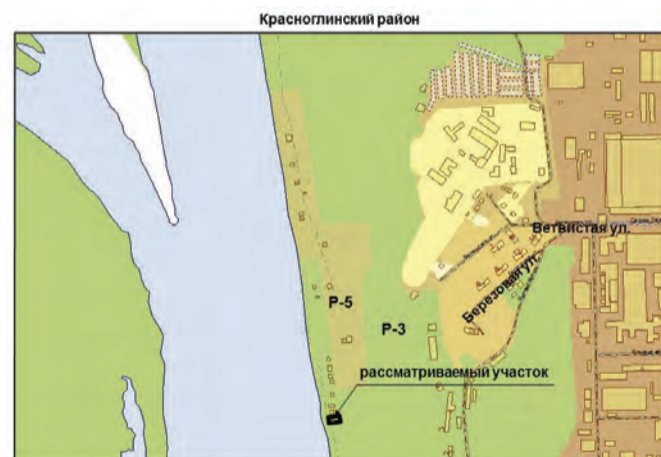 Красноглинский район
Ветвистая ул.
Березовая ул.
Р-5
Р-3
рассматриваемый участок